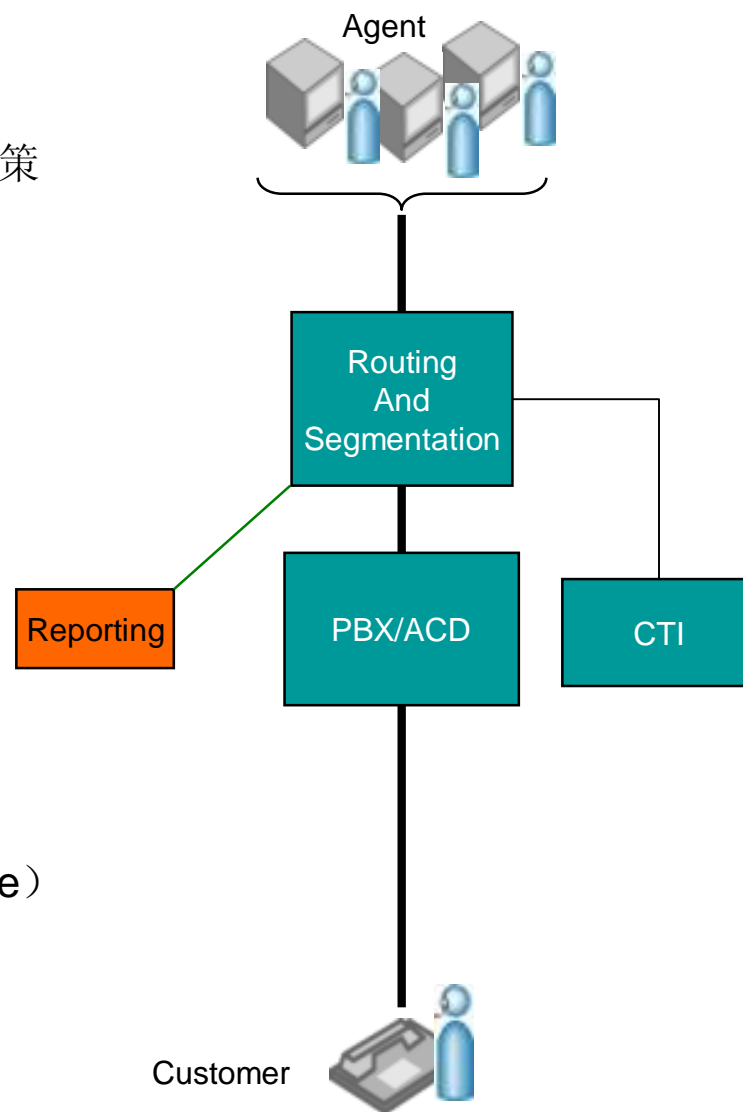 Agent
策
Routing
And
Segmentation
Reporting
PBX/ACD
CTI
e）
Customer